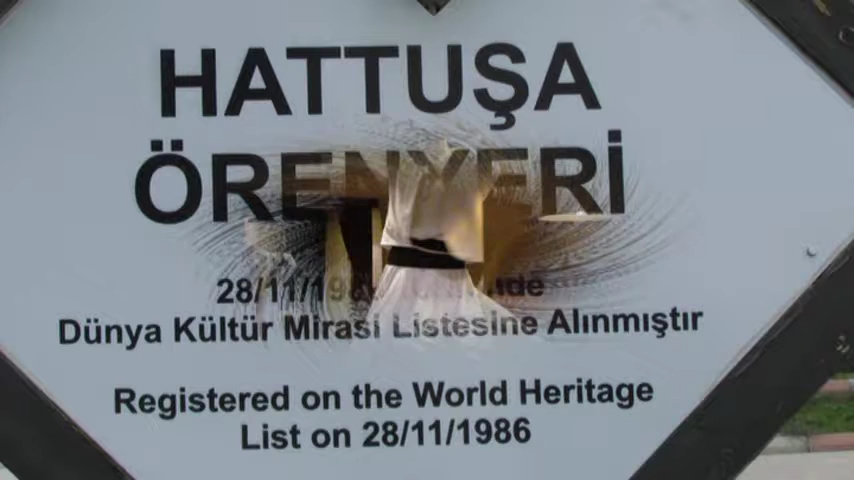 HATTUŞA
ÖRENYERİ
28/11/198
Dünya Kültür Mirası Listesine Alınmıştır
Registered on the World Heritage
List on 28/11/1986